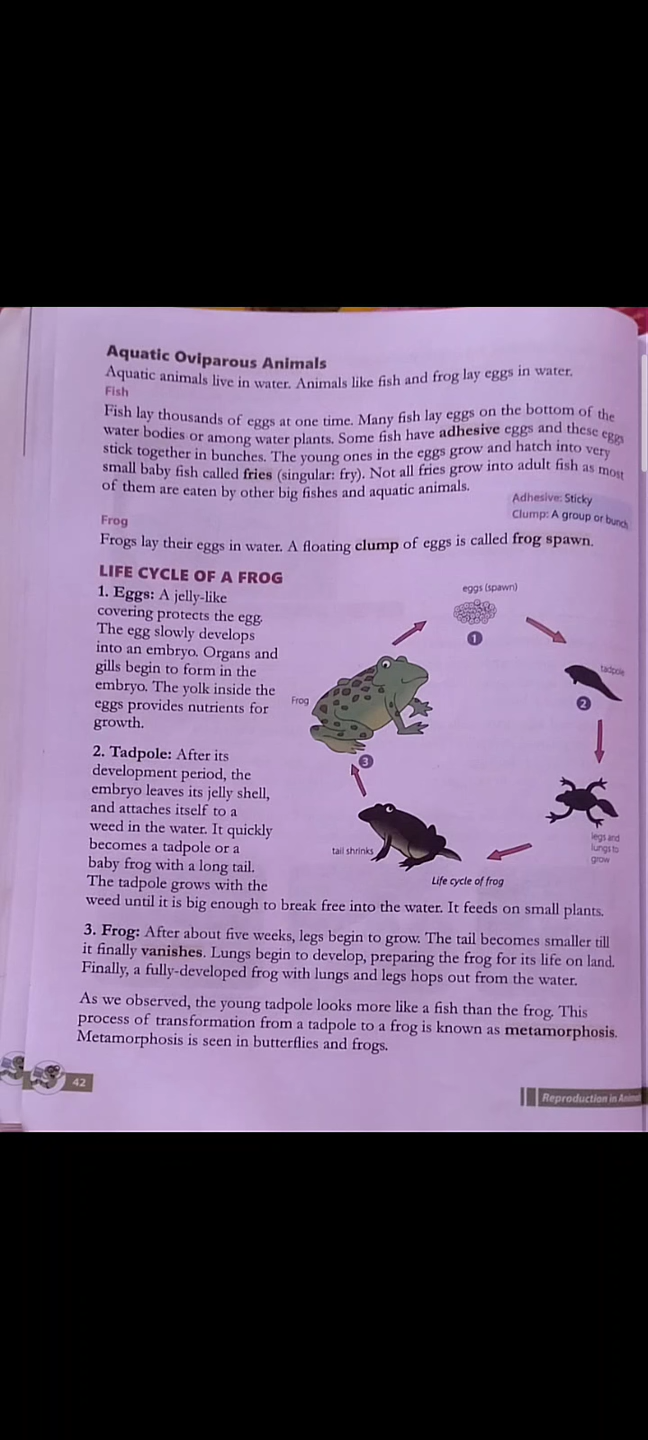 Aquatic Oviparous Animals
Aquatic animals live in water. Animals like fish and frog lay eggs in water.
Fish
Fish lay thousands of eggs at one time. Many fish lay eggs on the bottom of the
water bodies or among water plants. Some fish have adhesive eggs and these eggs
stick together in bunches. The young ones in the eggs grow and hatch into very
small baby fish called fries (singular: fry). Not all fries grow into adult fish as most
of them are eaten by other big fishes and aquatic animals.
Adhesive: Sticky
Clump: A group or bunch
Frog
Frogs lay their eggs in water. A floating clump of eggs is called frog spawn.
LIFE CYCLE OF A FROG
1. Eggs: A jelly-like
covering protects the egg.
The egg slowly develops
into an embryo. Organs and
gills begin to form in the
embryo. The yolk inside the
eggs provides nutrients for
growth.
2. Tadpole: After its
development period, the
embryo leaves its jelly shell,
and attaches itself to a
weed in the water. It quickly
becomes a tadpole or a
baby frog with a long tail.
The tadpole grows with the
weed until it is big enough to break free into the water. It feeds on small plants.
eggs (spawn)
1
tadpole
2
legs and
lungs to
grow
tail shrinks
Frog
3
Life cycle of frog
3. Frog: After about five weeks, legs begin to grow. The tail becomes smaller till
it finally vanishes. Lungs begin to develop, preparing the frog for its life on land.
Finally, a fully-developed frog with lungs and legs hops out from the water.
As we observed, the young tadpole looks more like a fish than the frog. This
process of transformation from a tadpole to a frog is known as metamorphosis.
Metamorphosis is seen in butterflies and frogs.
42
Reproduction in